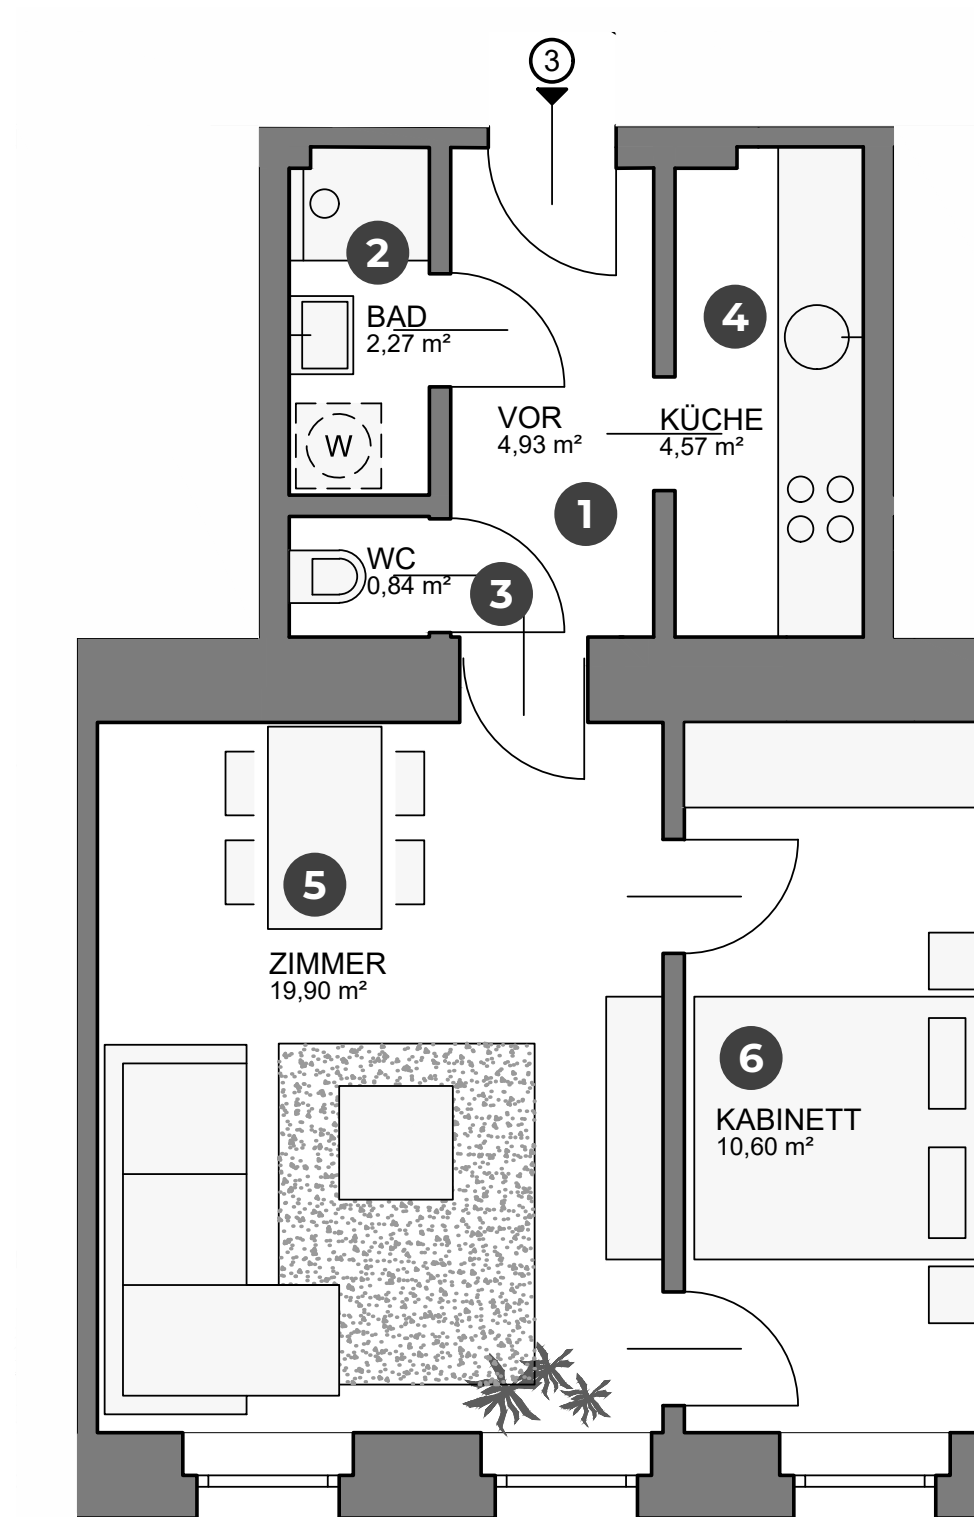 3
2
BAD
2,27 m²
4
W
VOR
4,93 m²
KÜCHE
4,57 m²
1
WC
0,84 m²
3
5
ZIMMER
19,90 m²
6
KABINETT
10,60 m²